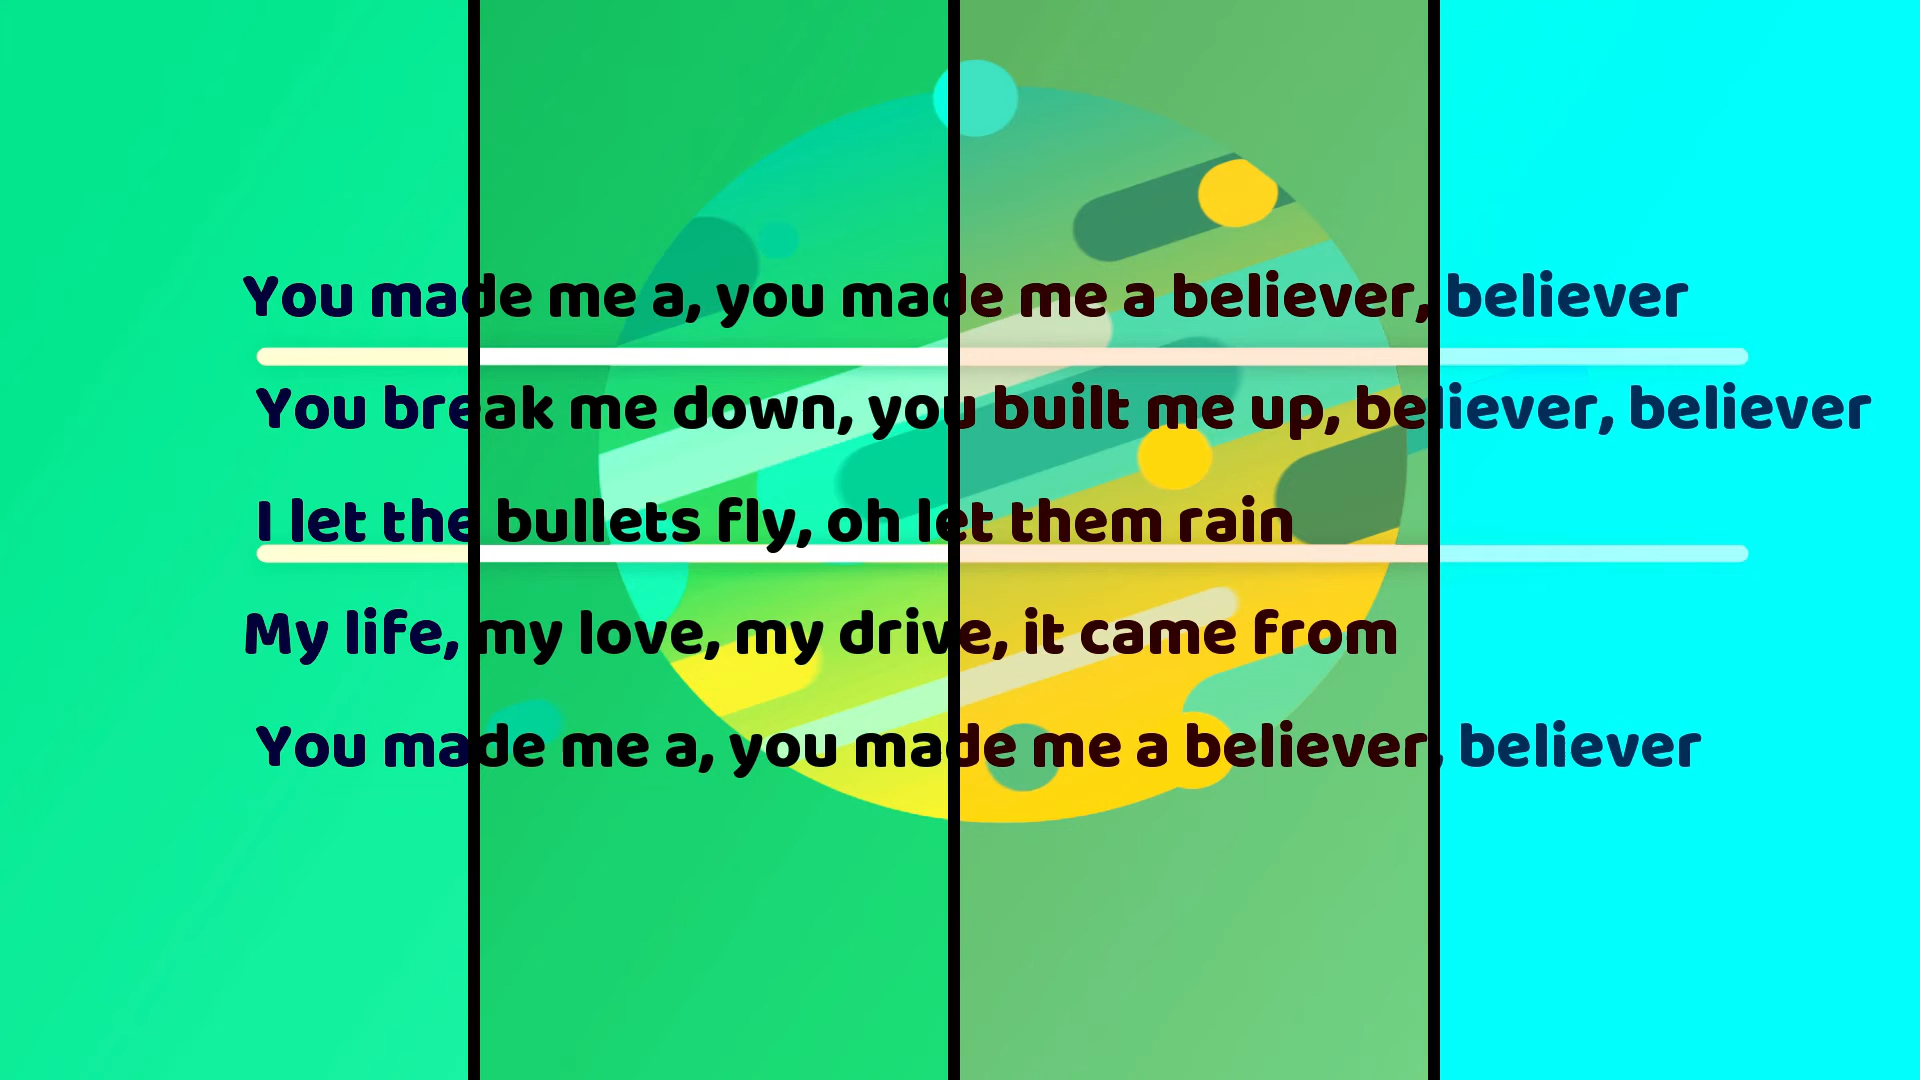 You made me a, you made me a believer, believer
You break me down, you built me up, believer, believer
I let the bullets fly, oh let them rain
My life, my love, my drive, it came from
You made me a, you made me a believer, believer